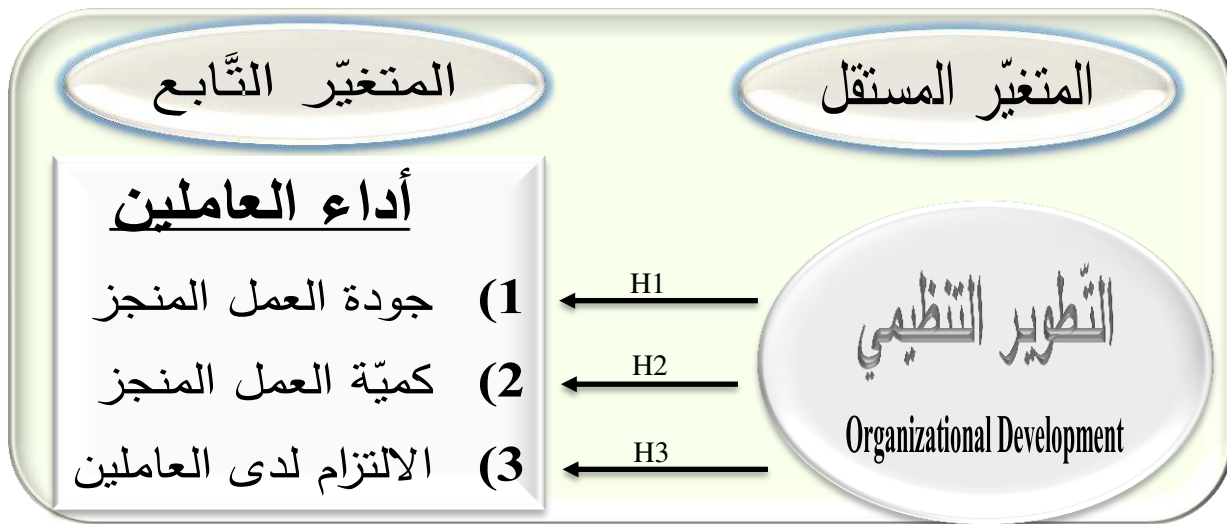 المتغيّر المستقل
المتغيّر التَّابع
التّطوير التنظيمي
Organizational Development
H1
H2
H3
أداء العاملين
1) جودة العمل المنجز
2) كميّة العمل المنجز
3) الالتزام لدى العاملين